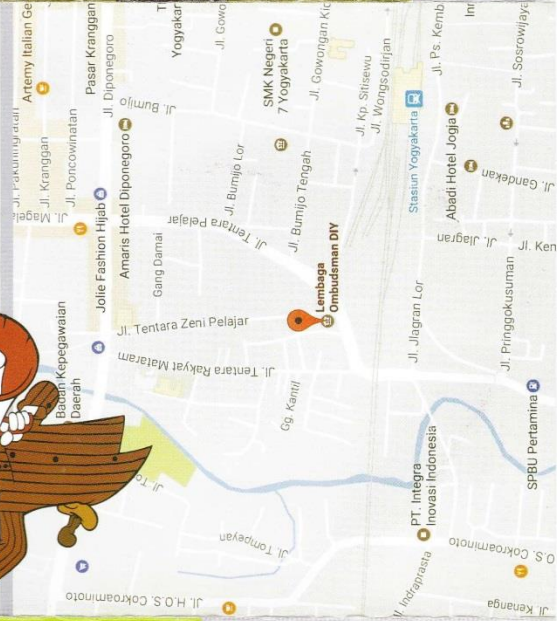 Artemy Italian Ge
Jl. Kranggan
Jl. Poncowinatan
Jl. Magela
Pasar Kranggan
Jl. Diponegoro
Jolie Fashion Hijab
Amaris Hotel Diponegoro
Badan Kepegawaian
Daerah
Jl. H.O.S. Cokroaminoto
Jl. To
Jl. Bumijo
Gang Damai
Jl. Tentara Zeni Pelajar
Jl. Tentara Rakyat Mataram
Jl. Tentara Pelajar
Yogyakar
Jl. Gowo
Jl. Bumijo Lor
Jl. Bumijo Tengah
SMK Negeri
7 Yogyakarta
Jl. Gowongan Kid
Jl. Tompeyan
Gg. Kantil
Lembaga
Ombudsman DIY
Jl. Kp. Sitisewu
Jl. Wongsodirjan
Stasiun Yogyakarta
Jl. Ps. Kemb
Jl. Indraprasta
PT. Integra
Inovasi Indonesia
Jl. Jlagran Lor
Jl. Jlagran
Abadi Hotel Jogja
Inr
Jl. Gandekan
Jl. Sosrowijaya
O.S. Cokroaminoto
Jl. Kenanga
SPBU Pertamina
Jl. Pringgokusuman
Jl. Ken